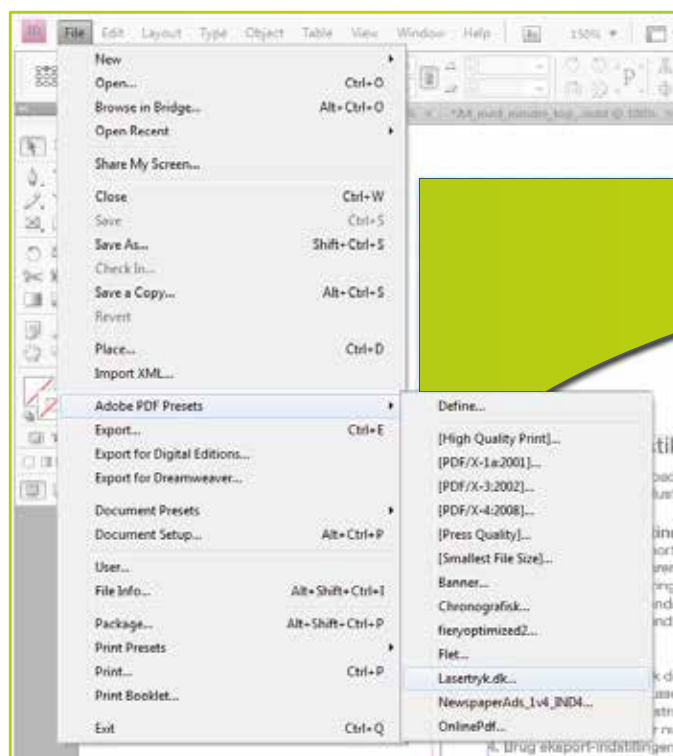 File Edit Layout Type Object Table View Window Help 150%
New
Open... Ctrl+O
Browse in Bridge... Alt+Ctrl+O
Open Recent
Share My Screen...
Close Ctrl+W
Save Ctrl+S
Save As... Shift+Ctrl+S
Check In...
Save a Copy... Alt+Ctrl+S
Revert
Place... Ctrl+D
Import XML...
Adobe PDF Presets
Export... Ctrl+E
Export for Digital Editions...
Export for Dreamweaver...
Document Presets
Document Setup... Alt+Ctrl+P
User...
File Info... Alt+Shift+Ctrl+I
Package... Alt+Shift+Ctrl+P
Print Presets
Print... Ctrl+P
Print Booklet...
Exit Ctrl+Q
Define...
[High Quality Print]...
[PDF/X-1a:2001]...
[PDF/X-3:2002]...
[PDF/X-4:2008]...
[Press Quality]...
[Smallest File Size]...
Banner...
Chronografisk...
fieryoptimized2...
Flet...
Lasertryk.dk...
NewspaperAds_1v4_IND4...
OnlinePdf...
4. Brug eksport-indstillingen